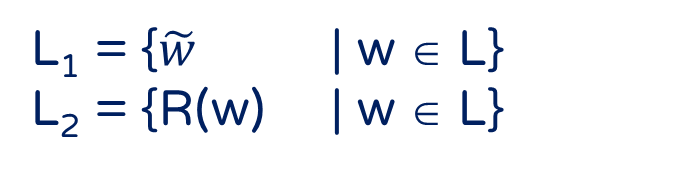 L₁ = {w̃ | w ∈ L}
L₂ = {R(w) | w ∈ L}